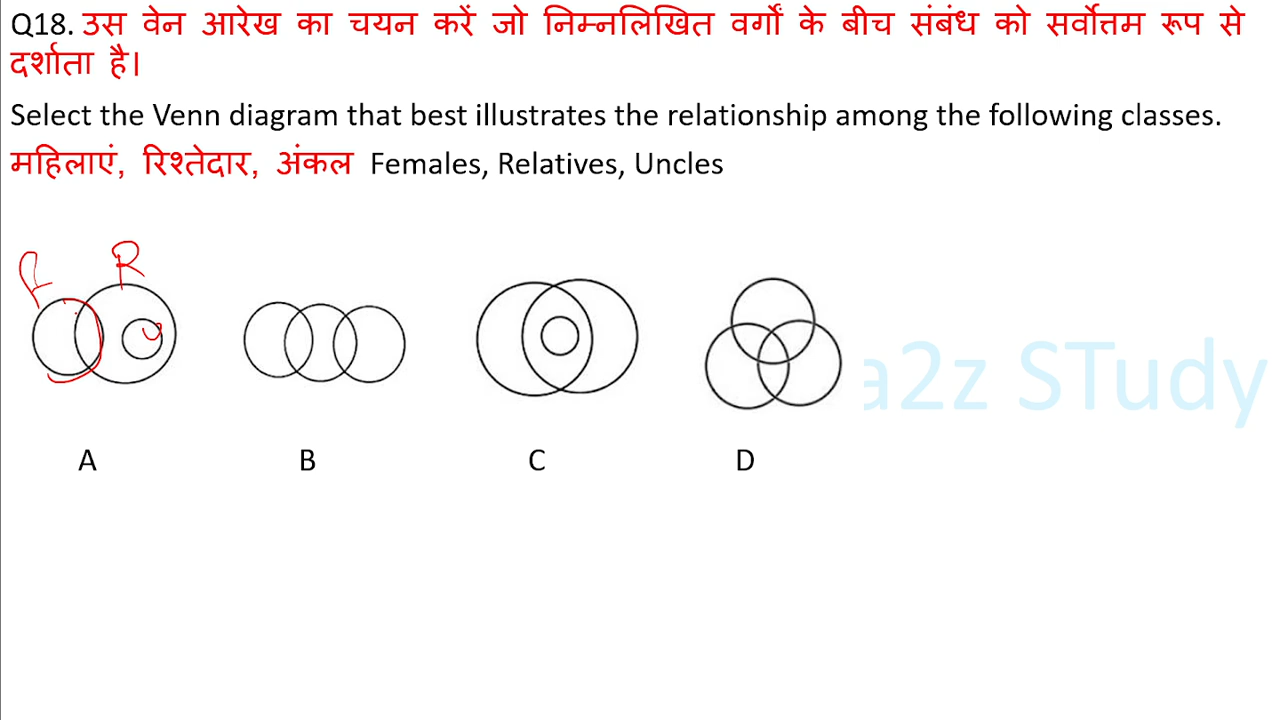 Q18. उस वेन आरेख का चयन करें जो निम्नलिखित वर्गों के बीच संबंध को सर्वोत्तम रूप से
दर्शाता है।
Select the Venn diagram that best illustrates the relationship among the following classes.
महिलाएं, रिश्तेदार, अंकल Females, Relatives, Uncles
F R
U
a2z STudy
A B C D